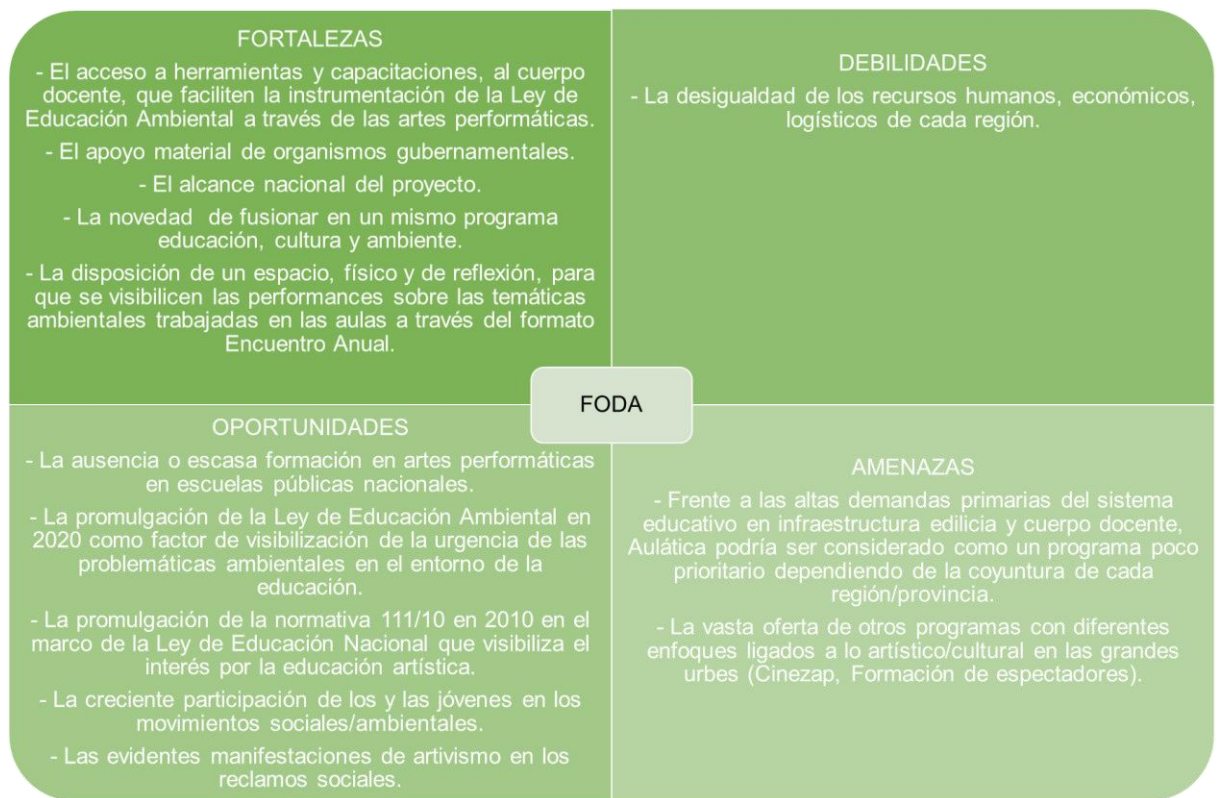 FORTALEZAS
- El acceso a herramientas y capacitaciones, al cuerpo
docente, que faciliten la instrumentación de la Ley de
Educación Ambiental a través de las artes performáticas.
- El apoyo material de organismos gubernamentales.
- El alcance nacional del proyecto.
- La novedad de fusionar en un mismo programa
educación, cultura y ambiente.
- La disposición de un espacio, físico y de reflexión, para
que se visibilicen las performances sobre las temáticas
ambientales trabajadas en las aulas a través del formato
Encuentro Anual.
DEBILIDADES
- La desigualdad de los recursos humanos, económicos,
logísticos de cada región.
FODA
OPORTUNIDADES
- La ausencia o escasa formación en artes performáticas
en escuelas públicas nacionales.
- La promulgación de la Ley de Educación Ambiental en
2020 como factor de visibilización de la urgencia de las
problemáticas ambientales en el entorno de la
educación.
- La promulgación de la normativa 111/10 en 2010 en el
marco de la Ley de Educación Nacional que visibiliza el
interés por la educación artística.
- La creciente participación de los y las jóvenes en los
movimientos sociales/ambientales.
- Las evidentes manifestaciones de artivismo en los
reclamos sociales.
AMENAZAS
- Frente a las altas demandas primarias del sistema
educativo en infraestructura edilicia y cuerpo docente,
Aulática podría ser considerado como un programa poco
prioritario dependiendo de la coyuntura de cada
región/provincia.
- La vasta oferta de otros programas con diferentes
enfoques ligados a lo artístico/cultural en las grandes
urbes (Cinezap, Formación de espectadores).